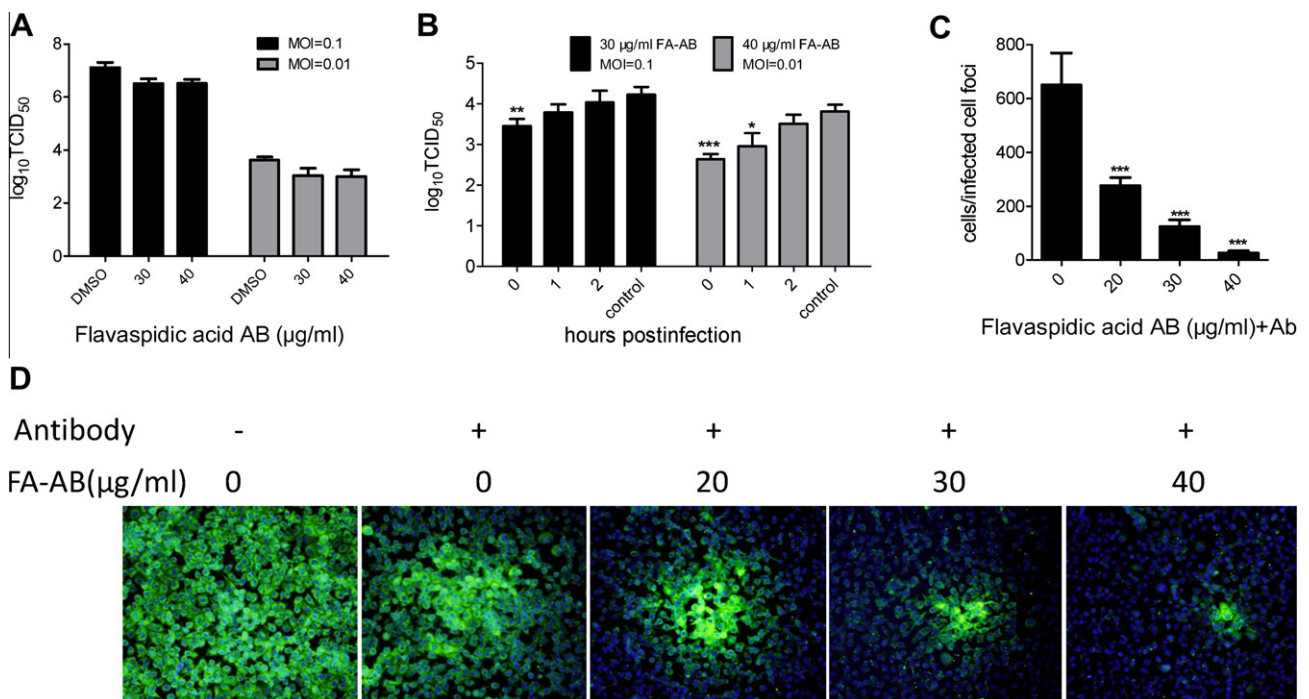 A
log10TCID50
8
6
4
2
0
MOI=0.1
MOI=0.01
DMSO 30 40 DMSO 30 40
Flavaspidic acid AB (µg/ml)
B
log10TCID50
5
4
3
2
1
0
30 µg/ml FA-AB
MOI=0.1
40 µg/ml FA-AB
MOI=0.01
** *** *
0 1 2 control 0 1 2 control
hours postinfection
C
cells/infected cell foci
800
600
400
200
0
*** *** ***
0 20 30 40
Flavaspidic acid AB (µg/ml)+Ab
D
Antibody - + + + +
FA-AB(µg/ml) 0 0 20 30 40